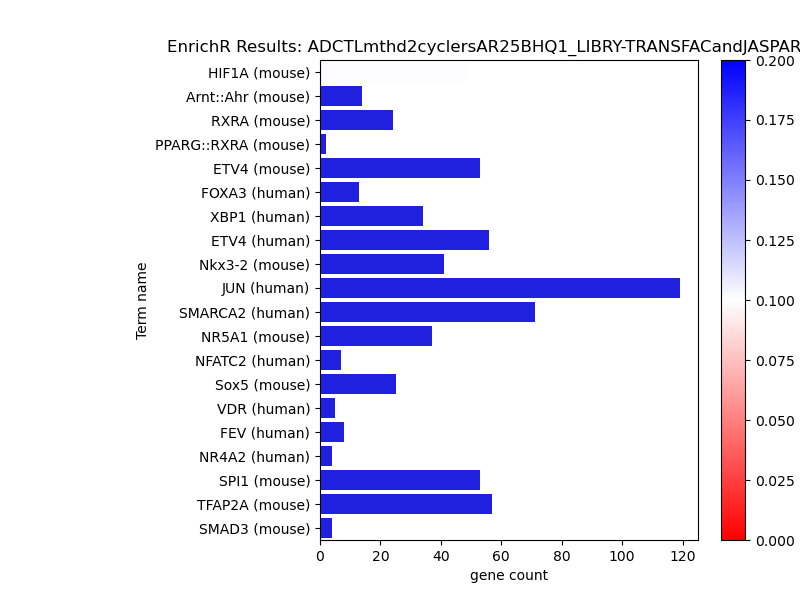 EnrichR Results: ADCTLmthd2cyclersAR25BHQ1_LIBRY-TRANSFACandJASPAR
HIF1A (mouse)
Arnt::Ahr (mouse)
RXRA (mouse)
PPARG::RXRA (mouse)
ETV4 (mouse)
FOXA3 (human)
XBP1 (human)
ETV4 (human)
Nkx3-2 (mouse)
JUN (human)
SMARCA2 (human)
NR5A1 (mouse)
NFATC2 (human)
Sox5 (mouse)
VDR (human)
FEV (human)
NR4A2 (human)
SPI1 (mouse)
TFAP2A (mouse)
SMAD3 (mouse)
Term name
0 20 40 60 80 100 120
gene count
0.200
0.175
0.150
0.125
0.100
0.075
0.050
0.025
0.000